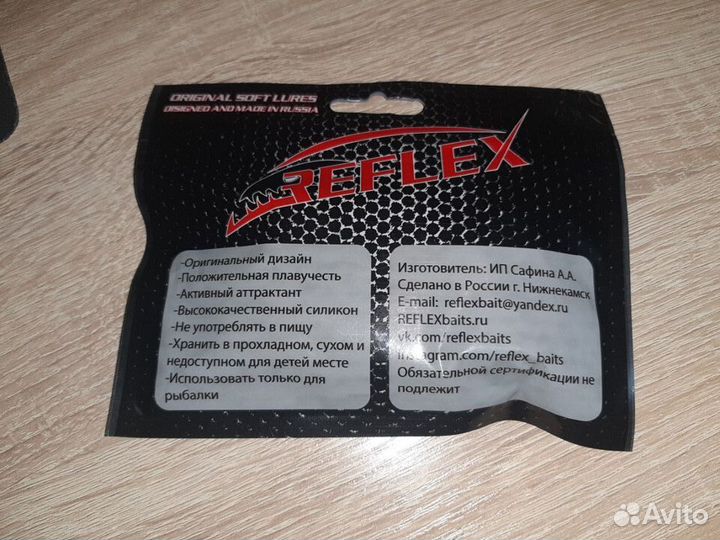 ORIGINAL SOFT LURES
DISIGNED AND MADE IN RUSSIA
REFLEX
-Оригинальный дизайн
-Положительная плавучесть
-Активный аттрактант
-Высококачественный силикон
-Не употреблять в пищу
-Хранить в прохладном, сухом и
недоступном для детей месте
-Использовать только для
рыбалки
Изготовитель: ИП Сафина А.А.
Сделано в России г. Нижнекамск
E-mail: reflexbait@yandex.ru
REFLEXbaits.ru
vk.com/reflexbaits
instagram.com/reflex_baits
Обязательной сертификации не
подлежит
Avito